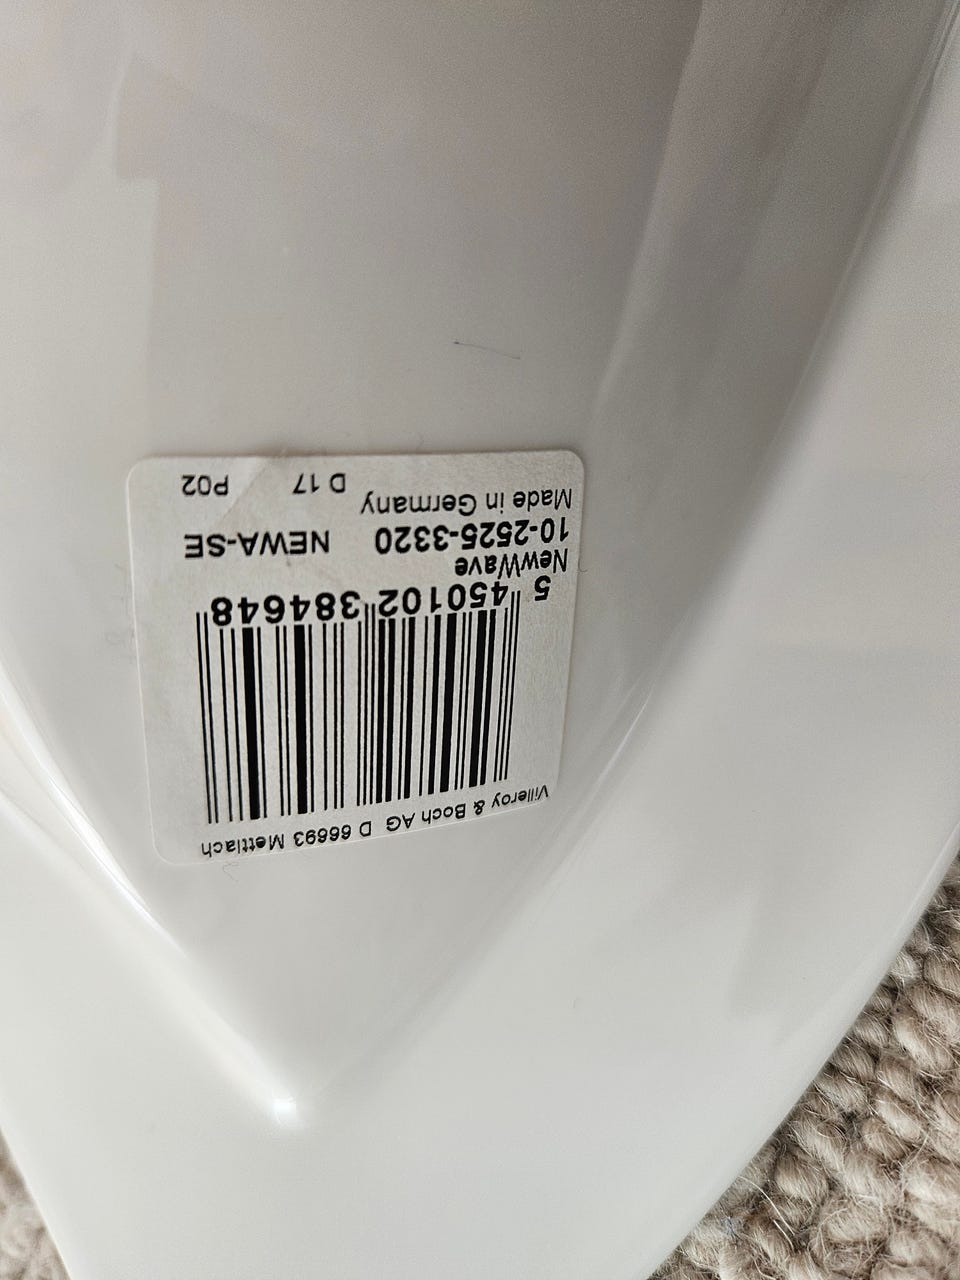 Villeroy & Boch AG D 66693 Mettlach
5 450102 384648
NewWave
10-2525-3320 NEWA-SE
Made in Germany D 17 P02